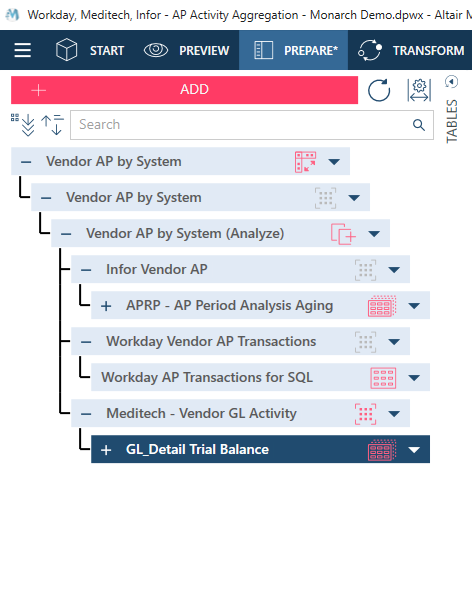 Workday, Meditech, Infor - AP Activity Aggregation - Monarch Demo.dpwx - Altair M
START PREVIEW PREPARE* TRANSFORM
ADD
TABLES
Search
Vendor AP by System
Vendor AP by System
Vendor AP by System (Analyze)
Infor Vendor AP
APRP - AP Period Analysis Aging
Workday Vendor AP Transactions
Workday AP Transactions for SQL
Meditech - Vendor GL Activity
GL_Detail Trial Balance